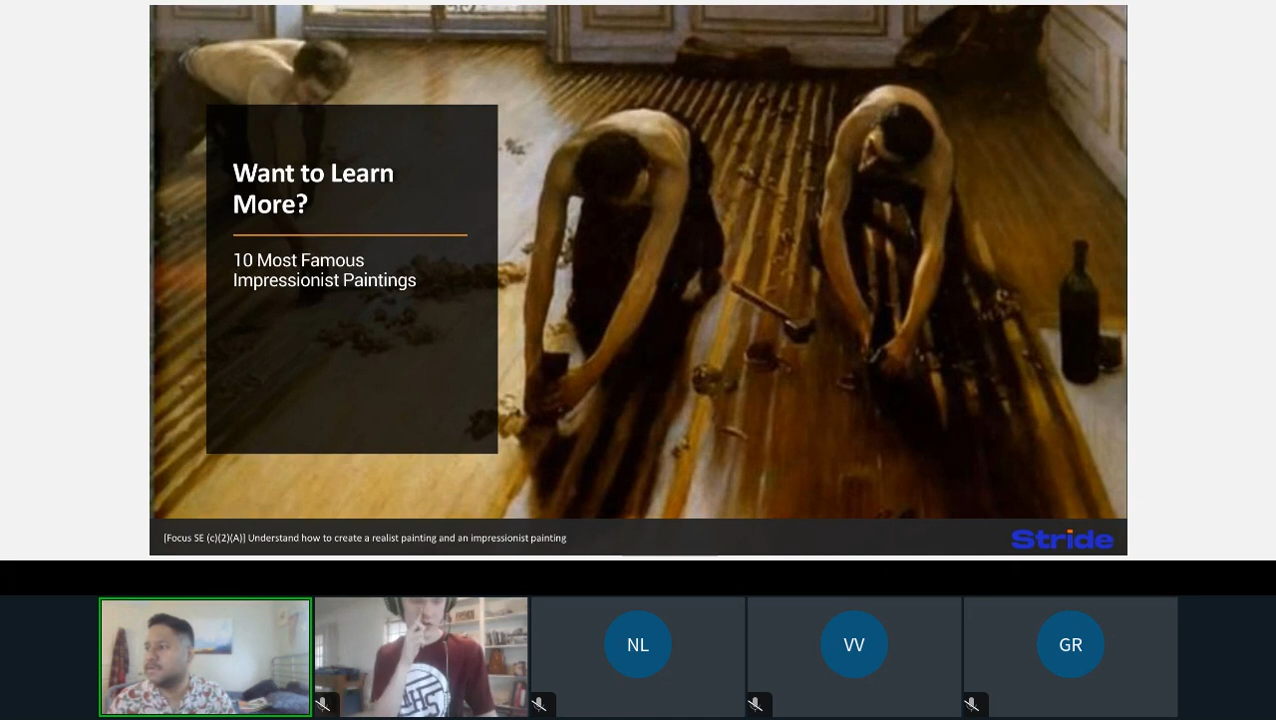 Want to Learn
More?
10 Most Famous
Impressionist Paintings
[Focus SE (c)(2)(A)] Understand how to create a realist painting and an impressionist painting
Stride
NL
VV
GR